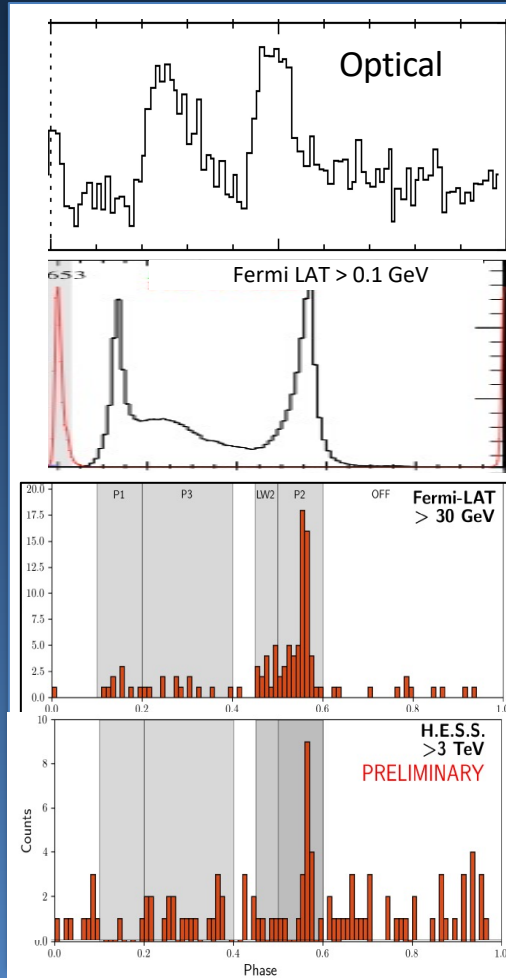 Optical
653
Fermi LAT > 0.1 GeV
20.0
17.5
15.0
12.5
10.0
7.5
5.0
2.5
0.0
P1
P3
LW2
P2
OFF
Fermi-LAT
> 30 GeV
0.0
0.2
0.4
0.6
0.8
1.0
10
8
6
4
2
0.0
Counts
H.E.S.S.
>3 TeV
PRELIMINARY
0.0
0.2
0.4
0.6
0.8
1.0
Phase